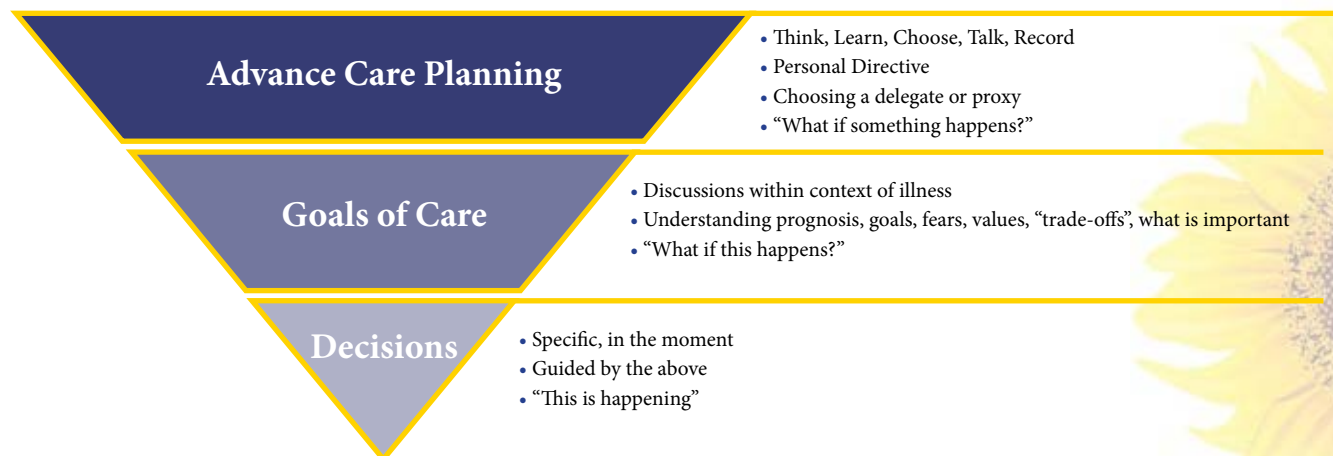 Advance Care Planning
• Think, Learn, Choose, Talk, Record
• Personal Directive
• Choosing a delegate or proxy
• “What if something happens?”
Goals of Care
• Discussions within context of illness
• Understanding prognosis, goals, fears, values, “trade-offs”, what is important
• “What if this happens?”
Decisions
• Specific, in the moment
• Guided by the above
• “This is happening”